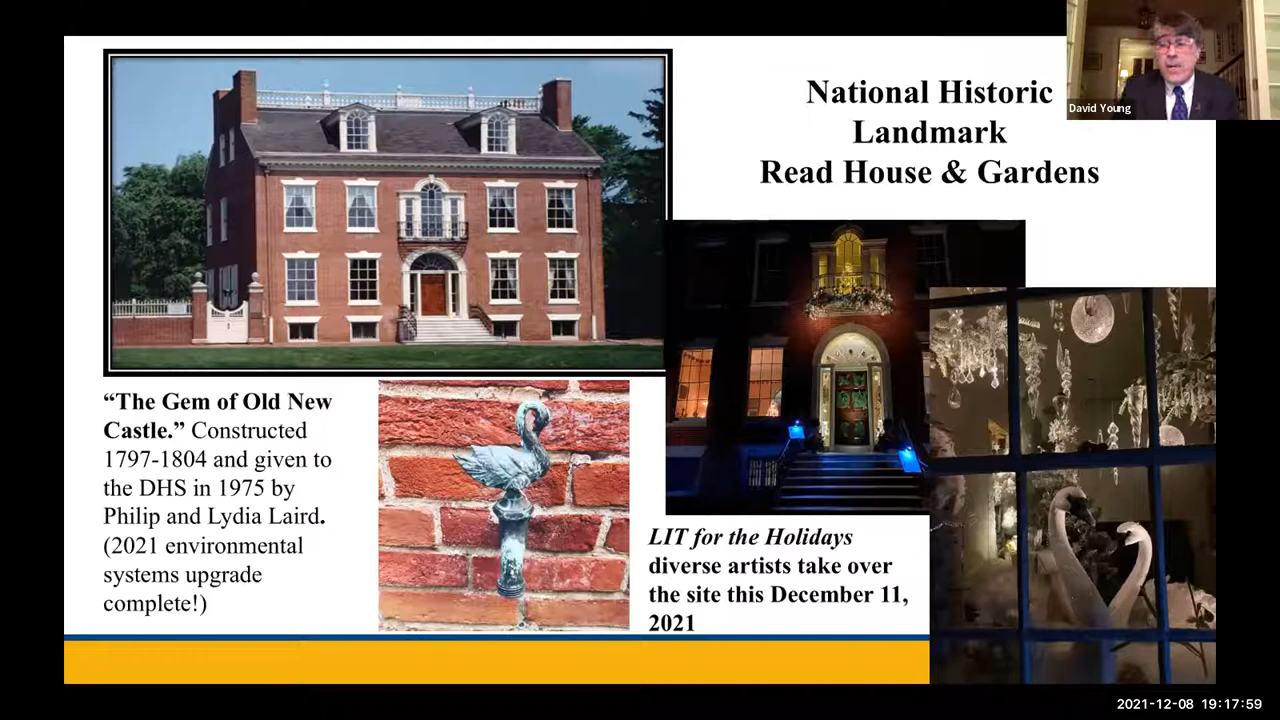 National Historic
Landmark
Read House & Gardens
David Young
“The Gem of Old New
Castle.” Constructed
1797-1804 and given to
the DHS in 1975 by
Philip and Lydia Laird.
(2021 environmental
systems upgrade
complete!)
LIT for the Holidays
diverse artists take over
the site this December 11,
2021
2021-12-08 19:17:59